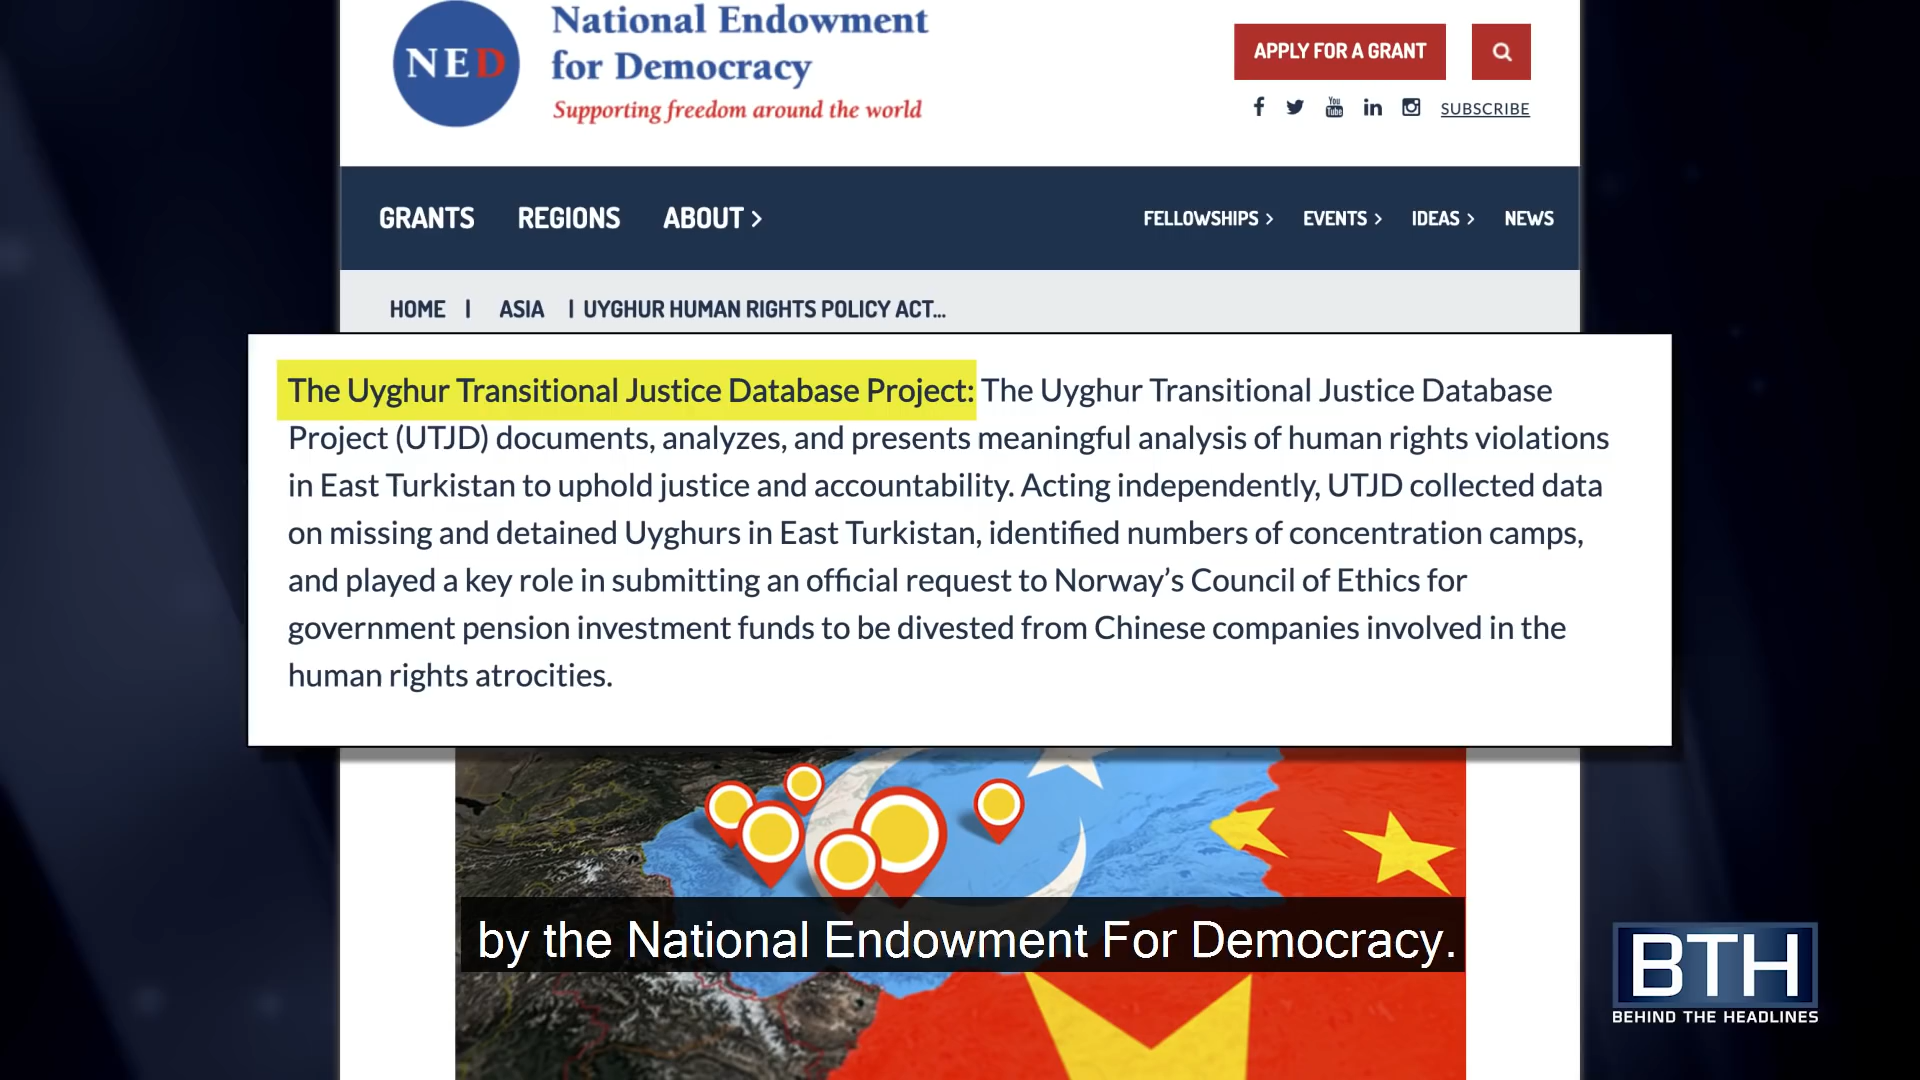 NED
National Endowment
for Democracy
Supporting freedom around the world
APPLY FOR A GRANT
You
Tube
in
SUBSCRIBE
GRANTS REGIONS ABOUT >
FELLOWSHIPS > EVENTS > IDEAS > NEWS
HOME | ASIA | UYGHUR HUMAN RIGHTS POLICY ACT...
The Uyghur Transitional Justice Database Project: The Uyghur Transitional Justice Database
Project (UTJD) documents, analyzes, and presents meaningful analysis of human rights violations
in East Turkistan to uphold justice and accountability. Acting independently, UTJD collected data
on missing and detained Uyghurs in East Turkistan, identified numbers of concentration camps,
and played a key role in submitting an official request to Norway’s Council of Ethics for
government pension investment funds to be divested from Chinese companies involved in the
human rights atrocities.
by the National Endowment For Democracy.
BTH
BEHIND THE HEADLINES